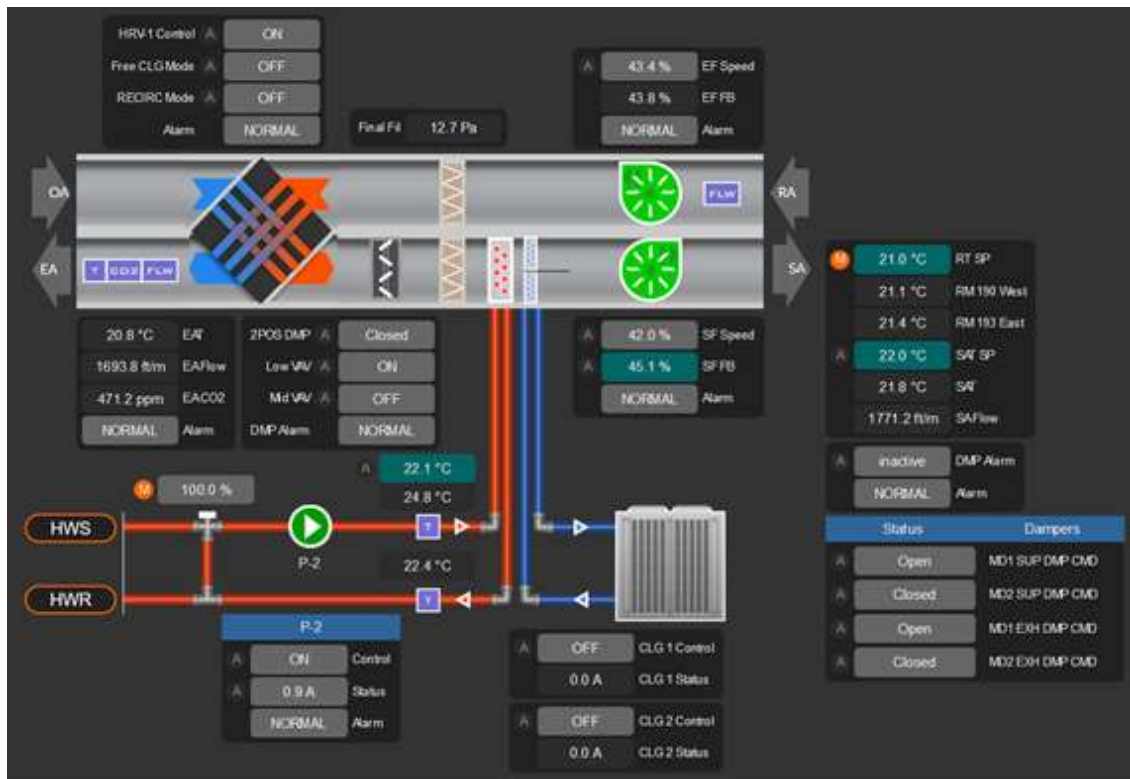 HRV-1 Control A ON
Free CLG Mode A OFF
RECIRC Mode A OFF
Alarm NORMAL
Final Fil 12.7 Pa
A 43.4 % EF Speed
43.8 % EF FB
NORMAL Alarm
OA
EA
T CO2 FLW
FLW
RA
SA
20.8 °C EAT
1693.8 ft/m EAFlow
471.2 ppm EACO2
NORMAL Alarm
2POS DMP A Closed
Low VAV A ON
Mid VAV A OFF
DMP Alarm NORMAL
A 42.0 % SF Speed
A 45.1 % SF FB
NORMAL Alarm
M 21.0 °C RT SP
21.1 °C RM 190 West
21.4 °C RM 193 East
A 22.0 °C SAT SP
21.8 °C SAT
1771.2 ft/m SAFlow
A inactive DMP Alarm
NORMAL Alarm
Status Dampers
A Open MD1 SUP DMP CMD
A Closed MD2 SUP DMP CMD
A Open MD1 EXH DMP CMD
A Closed MD2 EXH DMP CMD
A 22.1 °C
24.8 °C
M 100.0 %
HWS
P-2
T
22.4 °C
HWR
T
P-2
A ON Control
A 0.9 A Status
NORMAL Alarm
A OFF CLG 1 Control
0.0 A CLG 1 Status
A OFF CLG 2 Control
0.0 A CLG 2 Status